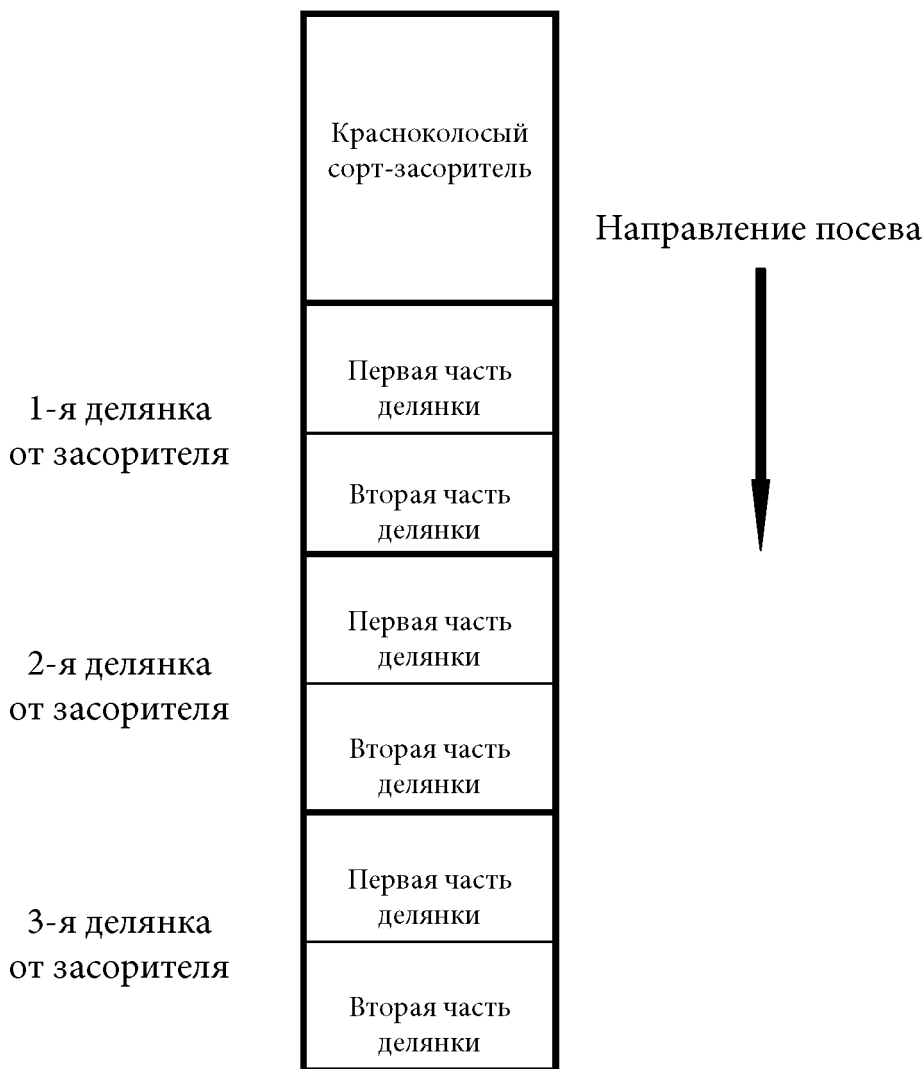 Красноколосый
сорт-засоритель
Направление посева
1-я делянка
от засорителя
Первая часть
делянки
Вторая часть
делянки
2-я делянка
от засорителя
Первая часть
делянки
Вторая часть
делянки
3-я делянка
от засорителя
Первая часть
делянки
Вторая часть
делянки